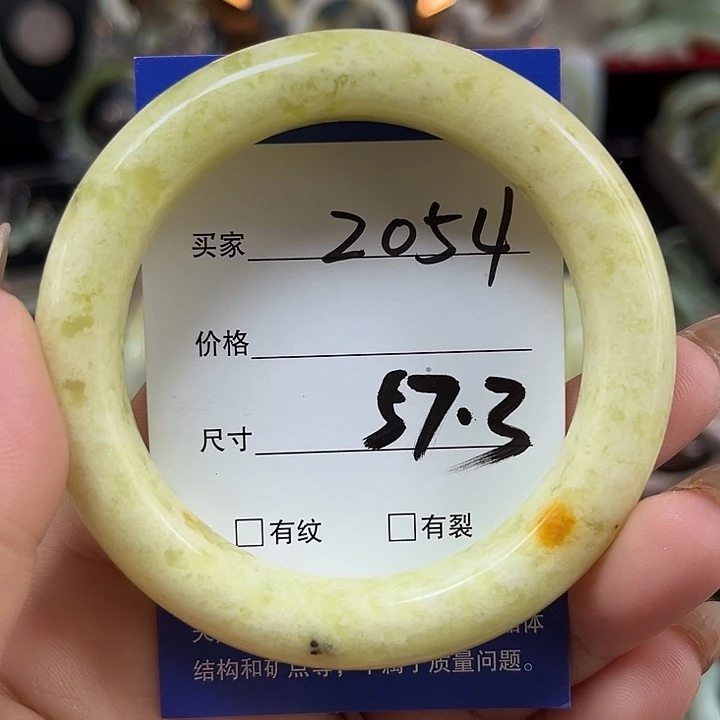 买家 2054
价格
尺寸 57.3
□有纹 □有裂
结构和矿点等，不属于质量问题。